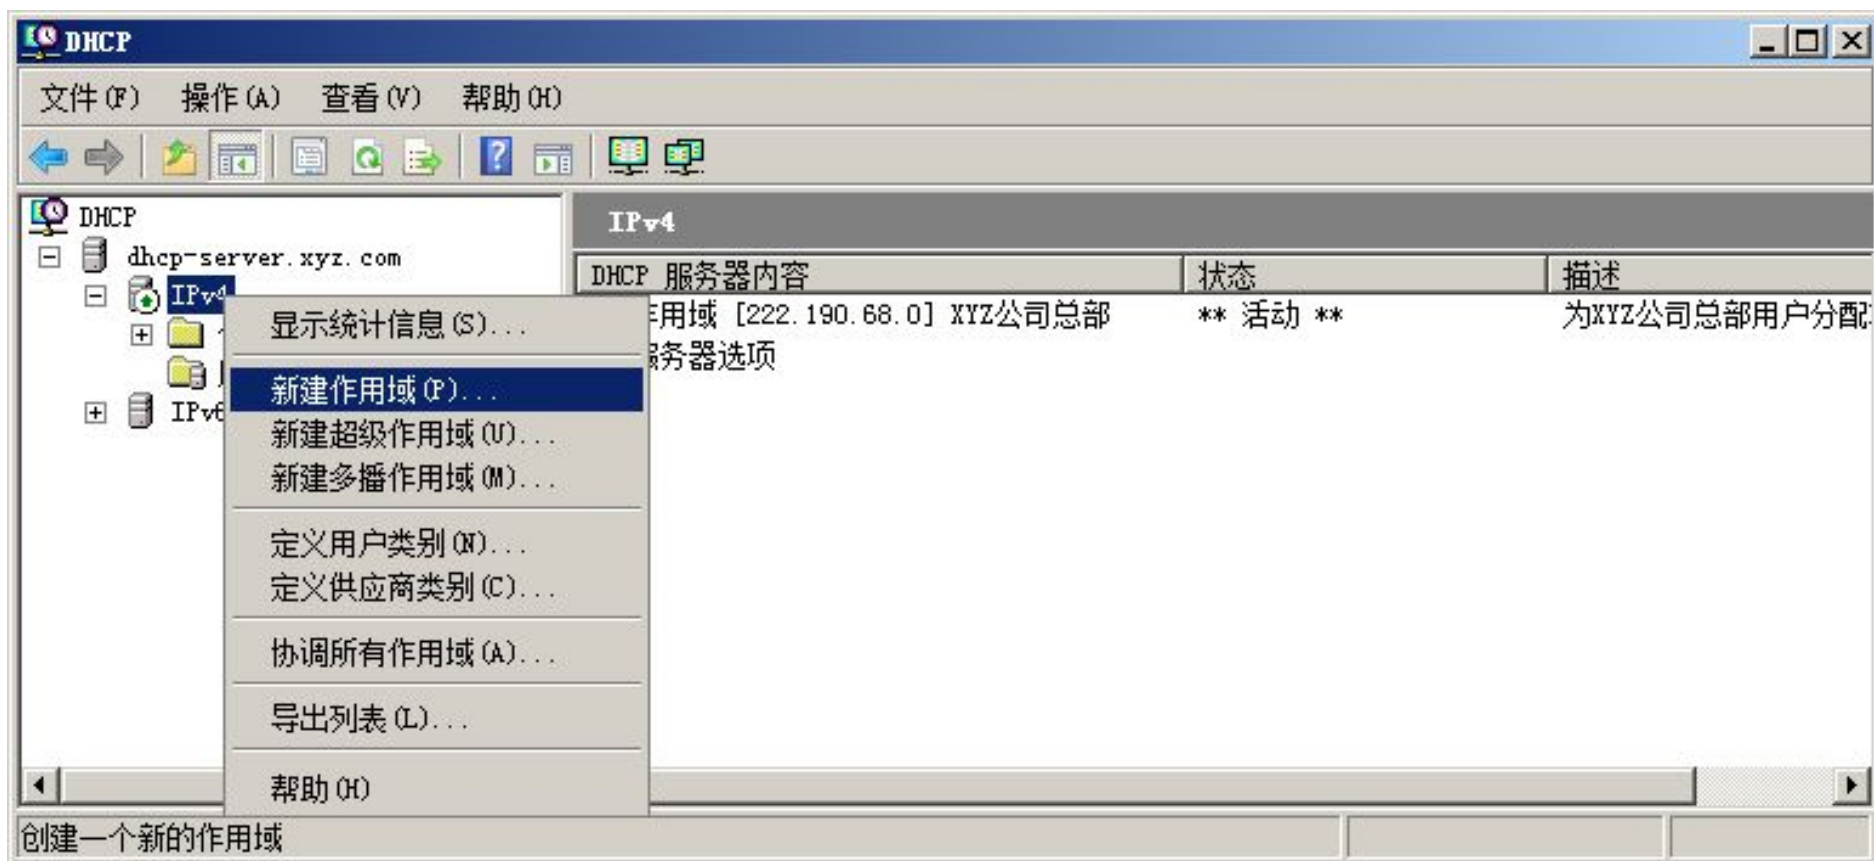 DHCP
文件(F) 操作(A) 查看(V) 帮助(H)
DHCP
dhcp-server.xyz.com
IPv4
IPv4
DHCP 服务器内容 状态 描述
用域 [222.190.68.0] XYZ公司总部 ** 活动 ** 为XYZ公司总部用户分配
务器选项
显示统计信息(S)...
新建作用域(P)...
新建超级作用域(U)...
新建多播作用域(M)...
定义用户类别(N)...
定义供应商类别(C)...
协调所有作用域(A)...
导出列表(L)...
帮助(H)
创建一个新的作用域